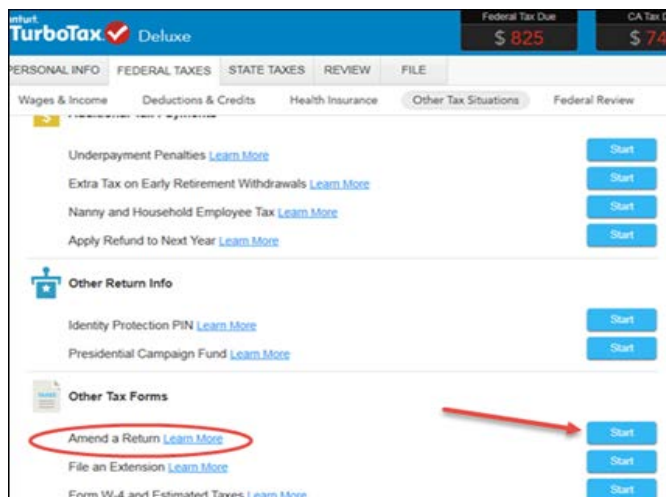 intuit.
TurboTax Deluxe
Federal Tax Due
$ 825
CA Tax D
$ 74
PERSONAL INFO FEDERAL TAXES STATE TAXES REVIEW FILE
Wages & Income Deductions & Credits Health Insurance Other Tax Situations Federal Review
$ Additional Tax Payments
Underpayment Penalties Learn More Start
Extra Tax on Early Retirement Withdrawals Learn More Start
Nanny and Household Employee Tax Learn More Start
Apply Refund to Next Year Learn More Start
Other Return Info
Identity Protection PIN Learn More Start
Presidential Campaign Fund Learn More Start
Other Tax Forms
Amend a Return Learn More Start
File an Extension Learn More Start
Form W-4 and Estimated Taxes Learn More Start